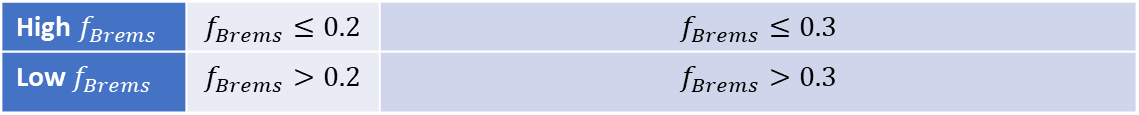 High f_Brems f_Brems ≤ 0.2 f_Brems ≤ 0.3
Low f_Brems f_Brems > 0.2 f_Brems > 0.3